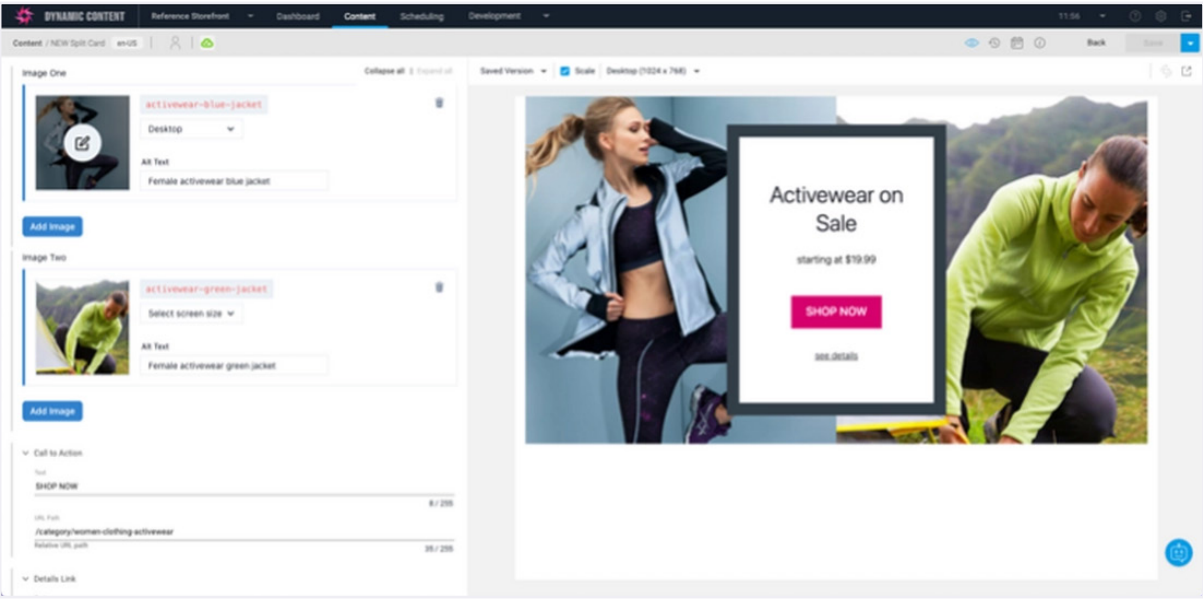 DYNAMIC CONTENT
Reference Storefront
Dashboard
Content
Scheduling
Development
11:56
Content / NEW Split Card
en-US
Back
Save
Image One
Collapse all | Expand all
activewear-blue-jacket
Desktop
Alt Text
Female activewear blue jacket
Add Image
Image Two
activewear-green-jacket
Select screen size
Alt Text
Female activewear green jacket
Add Image
Call to Action
Text
SHOP NOW
8 / 255
URL Path
/category/women-clothing-activewear
Relative URL path
35 / 255
Details Link
Saved Version
Scale
Desktop (1024 x 768)
Activewear on
Sale
starting at $19.99
SHOP NOW
see details